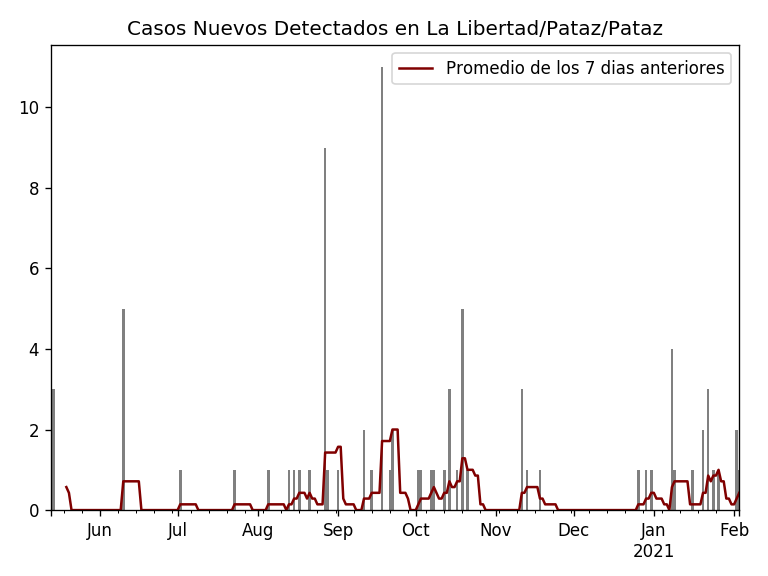 Casos Nuevos Detectados en La Libertad/Pataz/Pataz
Promedio de los 7 dias anteriores
10
8
6
4
2
0
Jun Jul Aug Sep Oct Nov Dec Jan Feb
2021